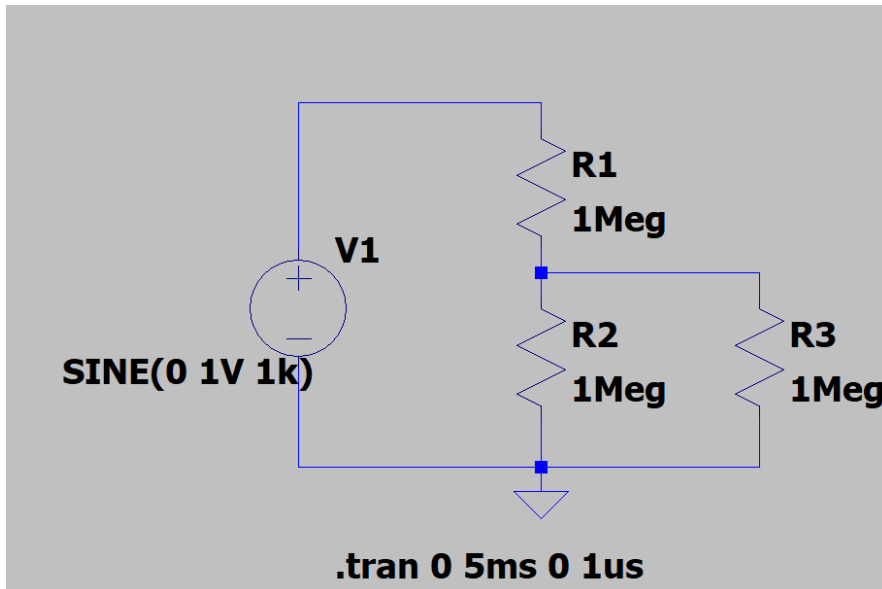 R1
1Meg
V1
SINE(0 1V 1k)
R2
1Meg
R3
1Meg
.tran 0 5ms 0 1us